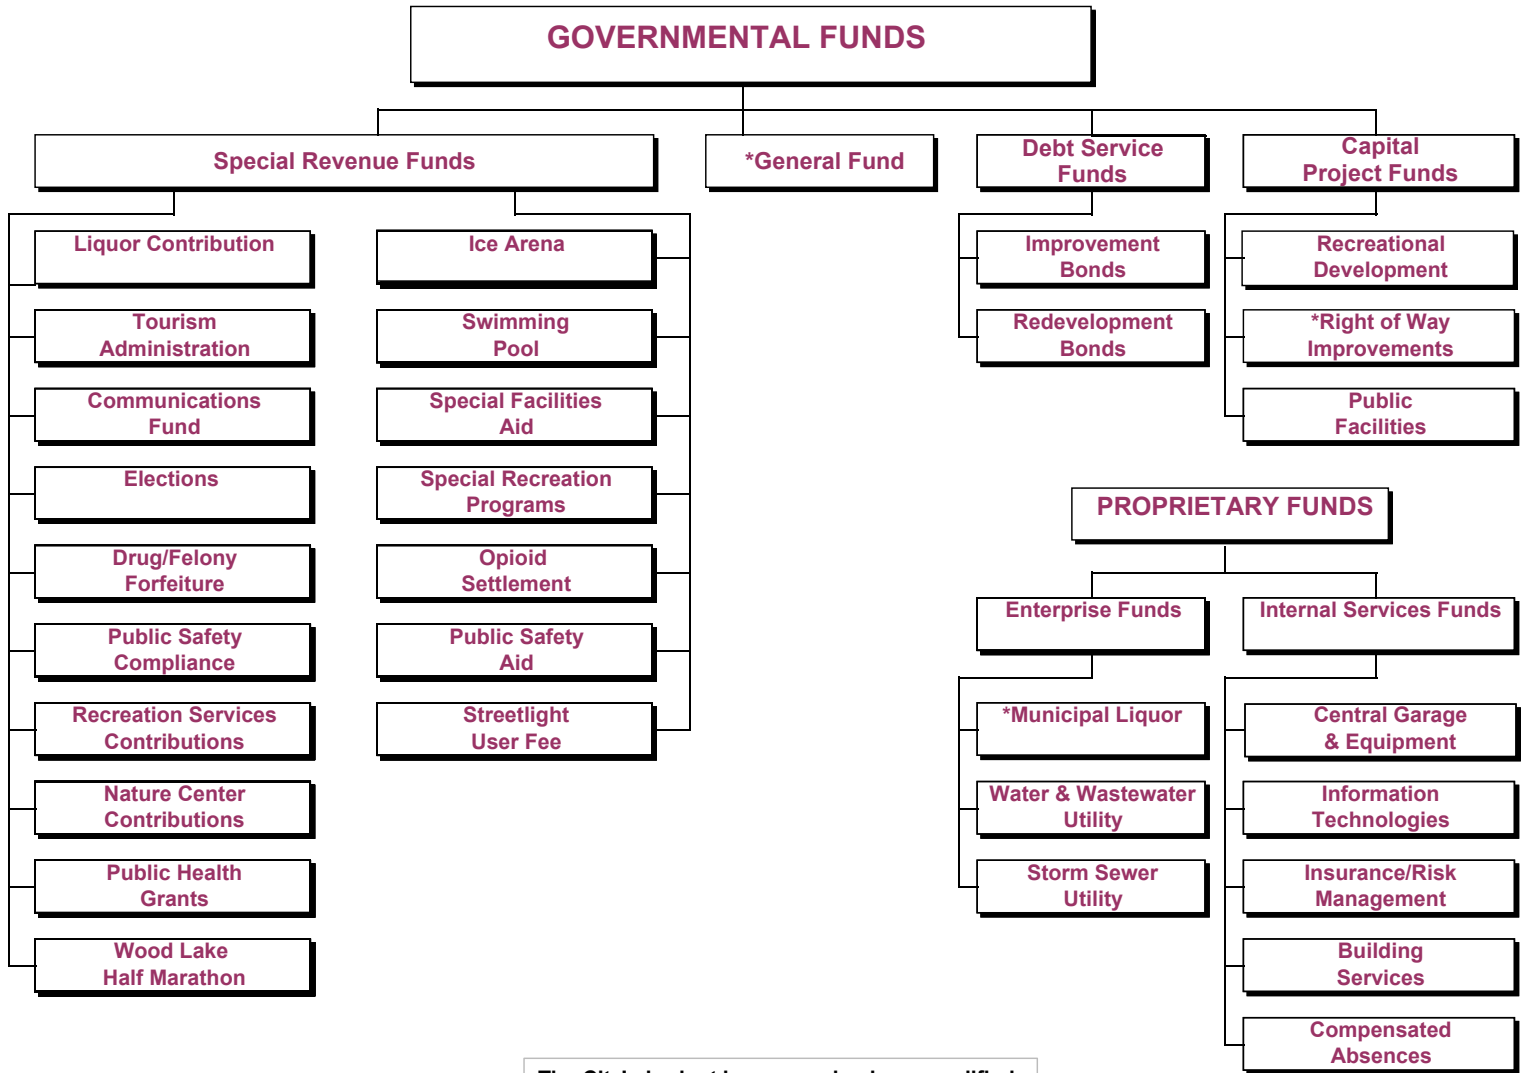 GOVERNMENTAL FUNDS
Special Revenue Funds
*General Fund
Debt Service
Funds
Capital
Project Funds
Liquor Contribution
Tourism
Administration
Communications
Fund
Elections
Drug/Felony
Forfeiture
Public Safety
Compliance
Recreation Services
Contributions
Nature Center
Contributions
Public Health
Grants
Wood Lake
Half Marathon
Ice Arena
Swimming
Pool
Special Facilities
Aid
Special Recreation
Programs
Opioid
Settlement
Public Safety
Aid
Streetlight
User Fee
Improvement
Bonds
Redevelopment
Bonds
Recreational
Development
*Right of Way
Improvements
Public
Facilities
PROPRIETARY FUNDS
Enterprise Funds
Internal Services Funds
*Municipal Liquor
Water & Wastewater
Utility
Storm Sewer
Utility
Central Garage
& Equipment
Information
Technologies
Insurance/Risk
Management
Building
Services
Compensated
Absences